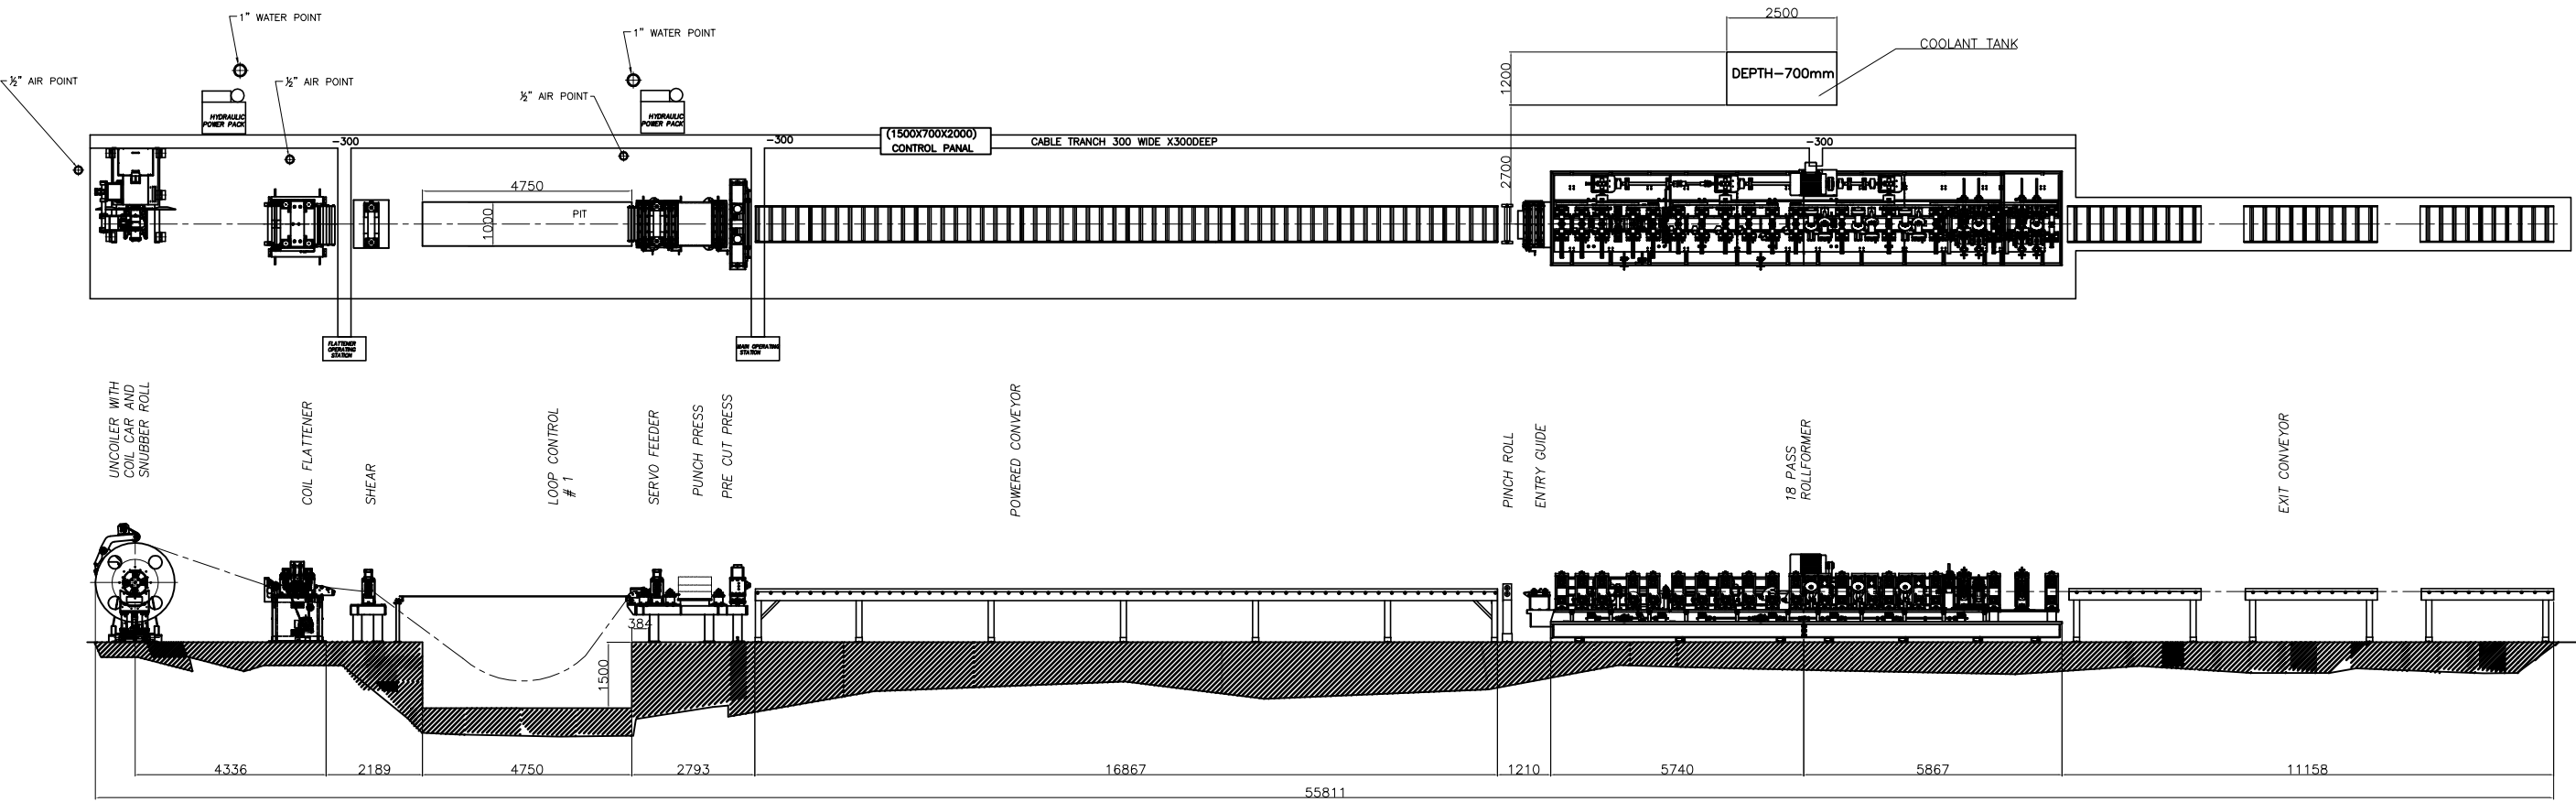 1" WATER POINT
1" WATER POINT
½" AIR POINT
½" AIR POINT
½" AIR POINT
HYDRAULIC
POWER PACK
HYDRAULIC
POWER PACK
2500
COOLANT TANK
1200
DEPTH-700mm
-300
-300
(1500X700X2000)
CONTROL PANAL
CABLE TRANCH 300 WIDE X300DEEP
-300
2700
4750
1000
PIT
FLATTENER
OPERATING
STATION
MAIN OPERATING
STATION
UNCOILER WITH
COIL CAR AND
SNUBBER ROLL
COIL FLATTENER
SHEAR
LOOP CONTROL
# 1
SERVO FEEDER
PUNCH PRESS
PRE CUT PRESS
POWERED CONVEYOR
PINCH ROLL
ENTRY GUIDE
18 PASS
ROLLFORMER
EXIT CONVEYOR
384
1500
4336
2189
4750
2793
16867
1210
5740
5867
11158
55811